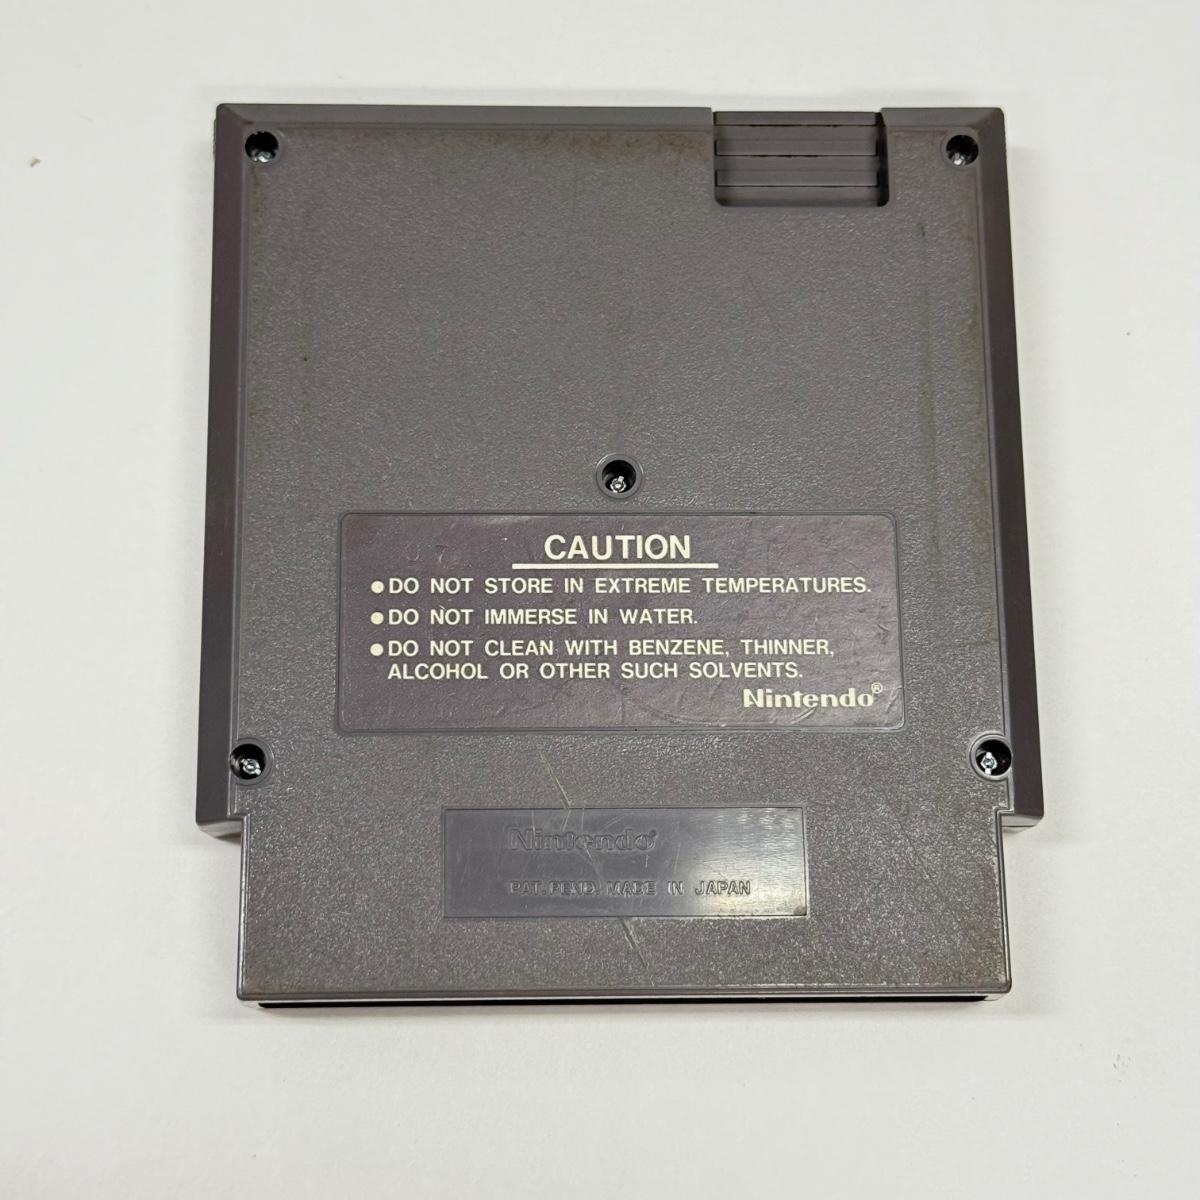 07
CAUTION
●DO NOT STORE IN EXTREME TEMPERATURES.
●DO NOT IMMERSE IN WATER.
●DO NOT CLEAN WITH BENZENE, THINNER,
ALCOHOL OR OTHER SUCH SOLVENTS.
Nintendo®
Nintendo®
PAT. PEND. MADE IN JAPAN